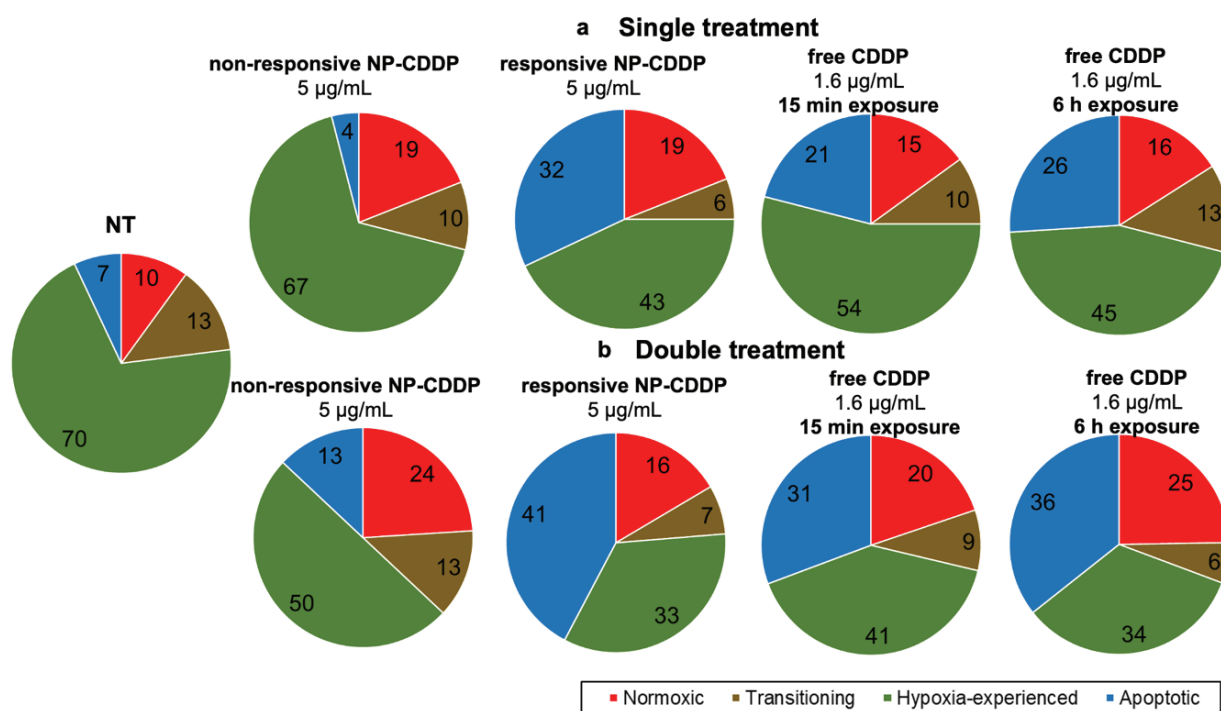 a Single treatment
non-responsive NP-CDDP
5 µg/mL
4
19
10
67
responsive NP-CDDP
5 µg/mL
32
19
6
43
free CDDP
1.6 µg/mL
15 min exposure
21
15
10
54
free CDDP
1.6 µg/mL
6 h exposure
26
16
13
45
NT
7
10
13
70
b Double treatment
non-responsive NP-CDDP
5 µg/mL
13
24
13
50
responsive NP-CDDP
5 µg/mL
41
16
7
33
free CDDP
1.6 µg/mL
15 min exposure
31
20
9
41
free CDDP
1.6 µg/mL
6 h exposure
36
25
6
34
Normoxic Transitioning Hypoxia-experienced Apoptotic